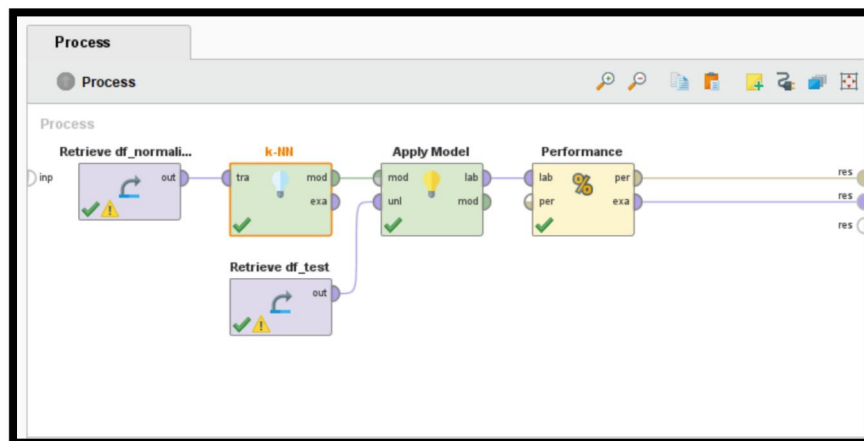 Process
Process
Process
Retrieve df_normali...
k-NN
Apply Model
Performance
inp
out
tra
mod
exa
mod
unl
lab
mod
lab
per
per
exa
res
res
res
Retrieve df_test
out